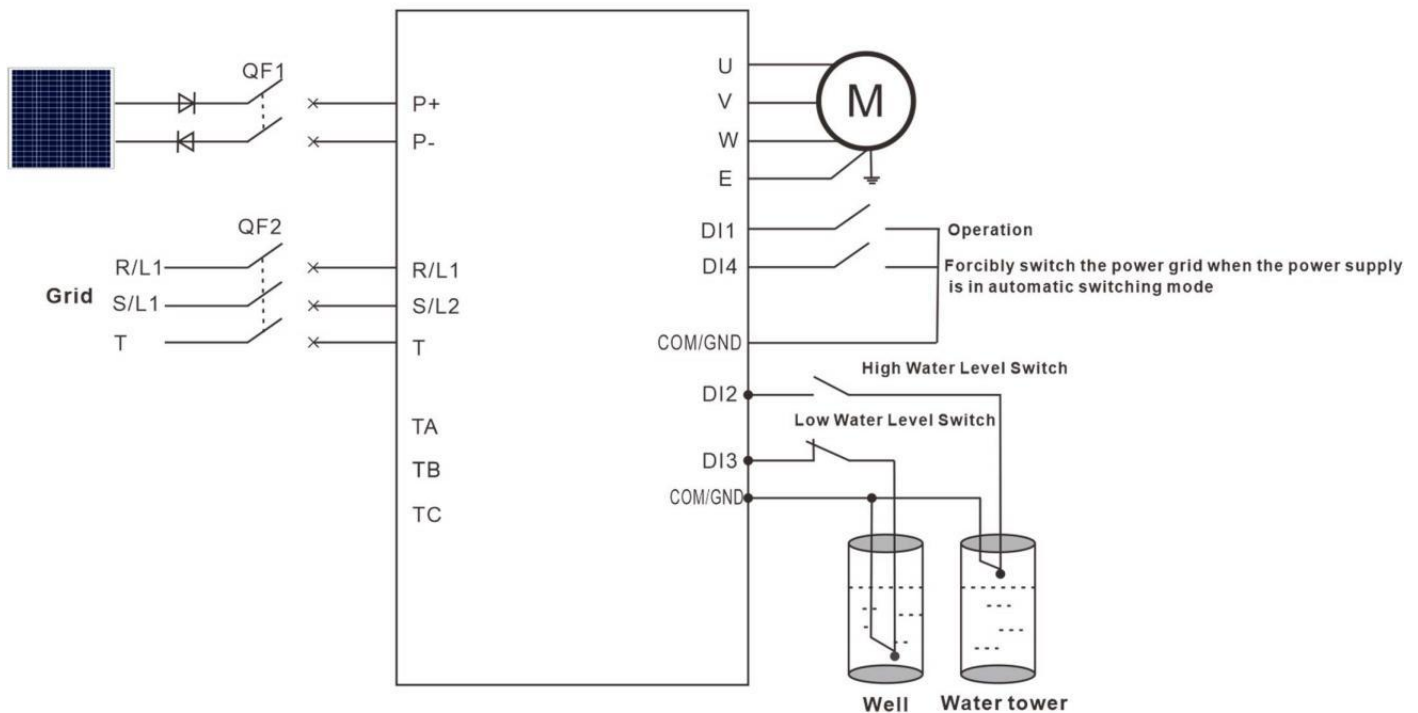 QF1
P+
P-
QF2
Grid
R/L1
S/L1
T
R/L1
S/L2
T
TA
TB
TC
U
V
W
E
M
DI1
Operation
DI4
Forcibly switch the power grid when the power supply
is in automatic switching mode
COM/GND
High Water Level Switch
DI2
Low Water Level Switch
DI3
COM/GND
Well
Water tower